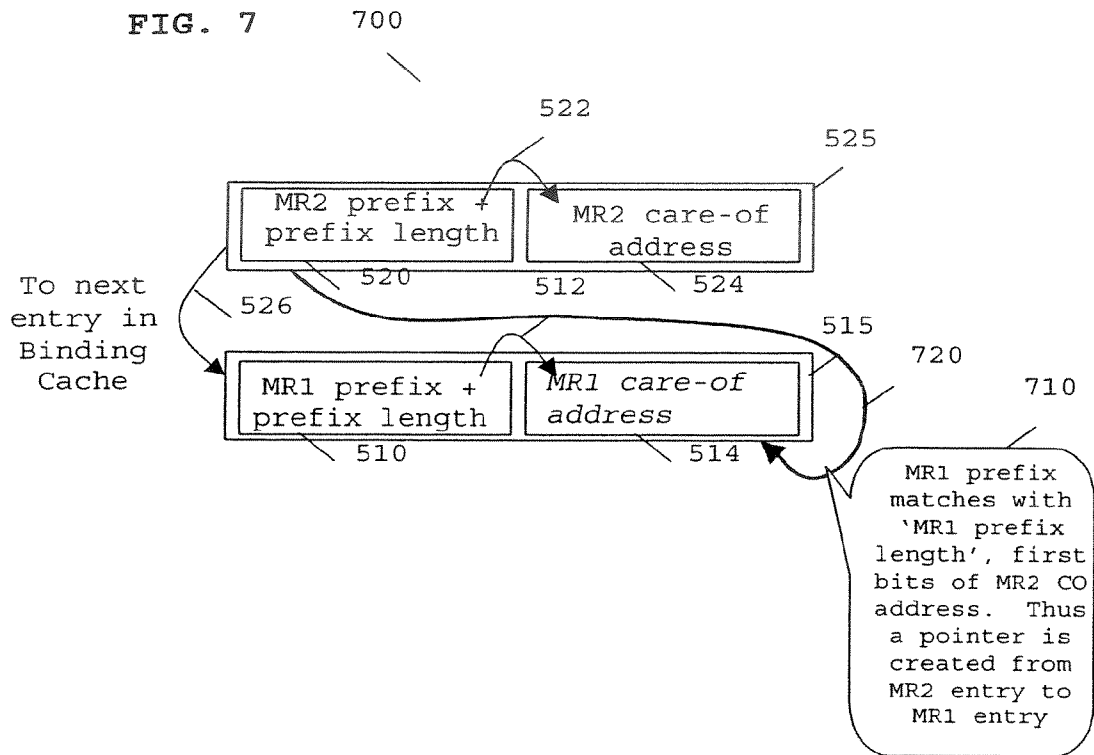 FIG. 7
700
522
525
MR2 prefix +
prefix length
MR2 care-of
address
520
512
524
To next
entry in
Binding
Cache
526
515
720
710
MR1 prefix +
prefix length
MR1 care-of
address
510
514
MR1 prefix
matches with
‘MR1 prefix
length’, first
bits of MR2 CO
address. Thus
a pointer is
created from
MR2 entry to
MR1 entry